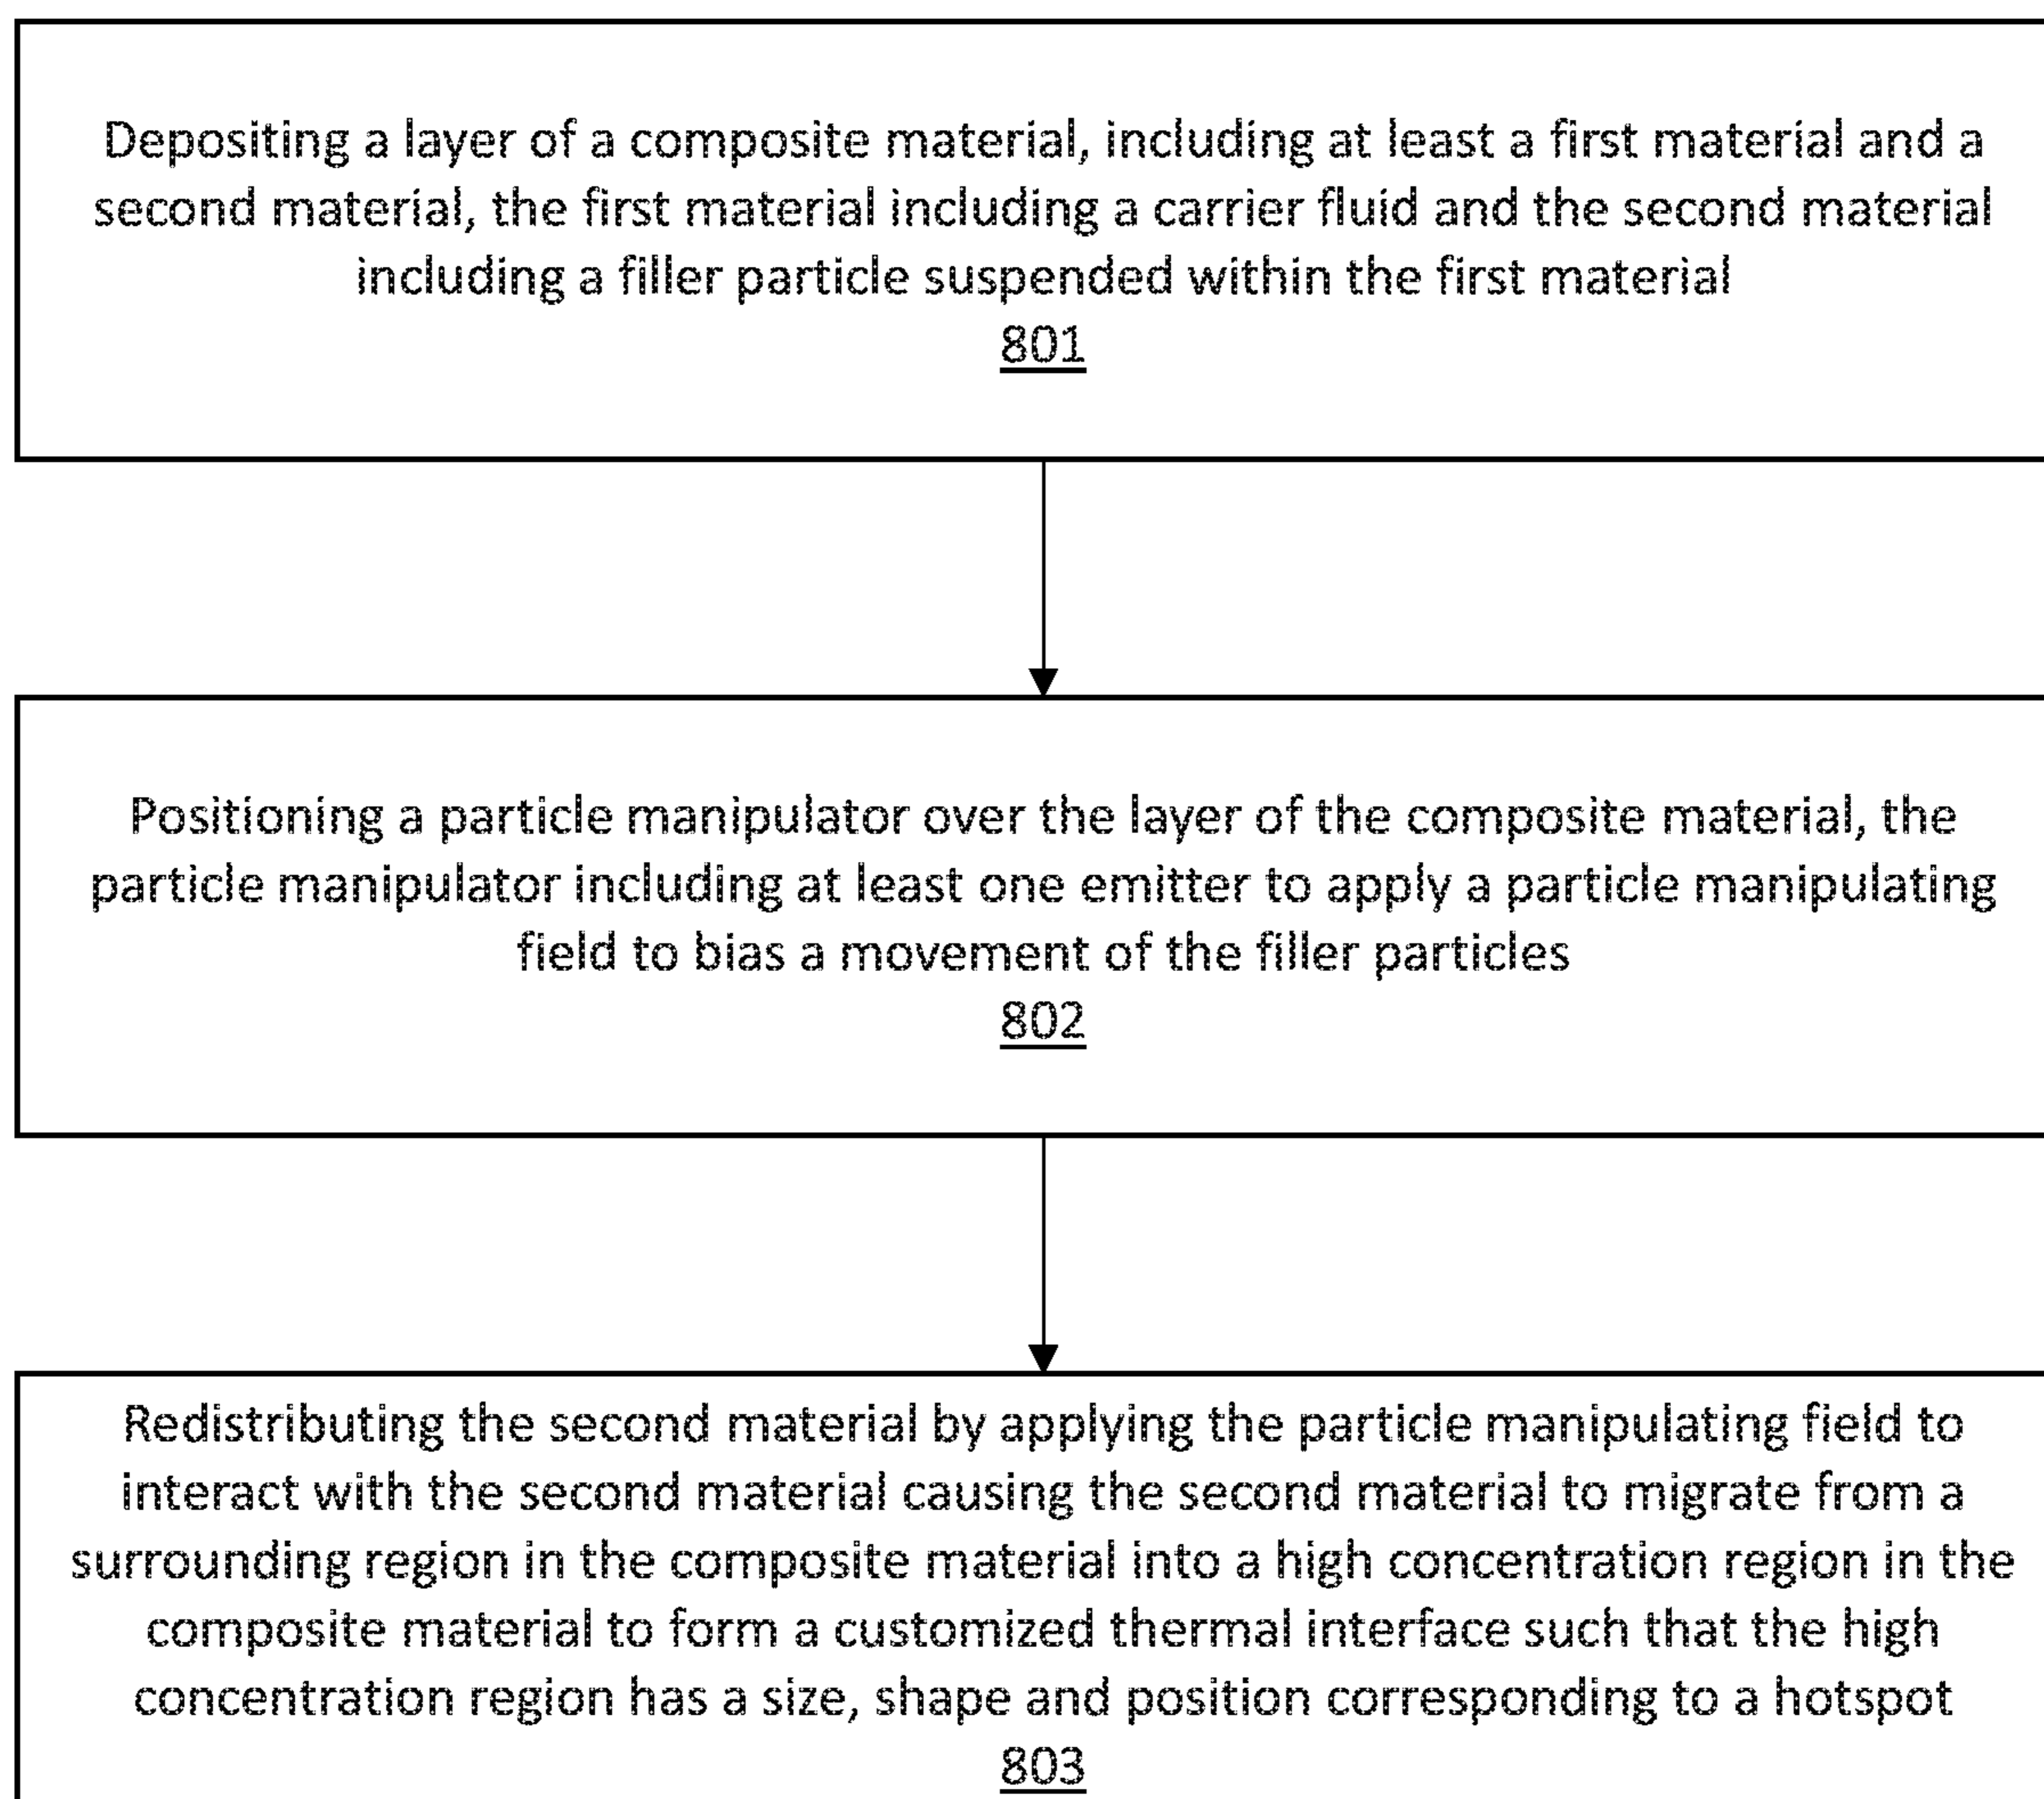 Depositing a layer of a composite material, including at least a first material and a
second material, the first material including a carrier fluid and the second material
including a filler particle suspended within the first material
801
Positioning a particle manipulator over the layer of the composite material, the
particle manipulator including at least one emitter to apply a particle manipulating
field to bias a movement of the filler particles
802
Redistributing the second material by applying the particle manipulating field to
interact with the second material causing the second material to migrate from a
surrounding region in the composite material into a high concentration region in the
composite material to form a customized thermal interface such that the high
concentration region has a size, shape and position corresponding to a hotspot
803